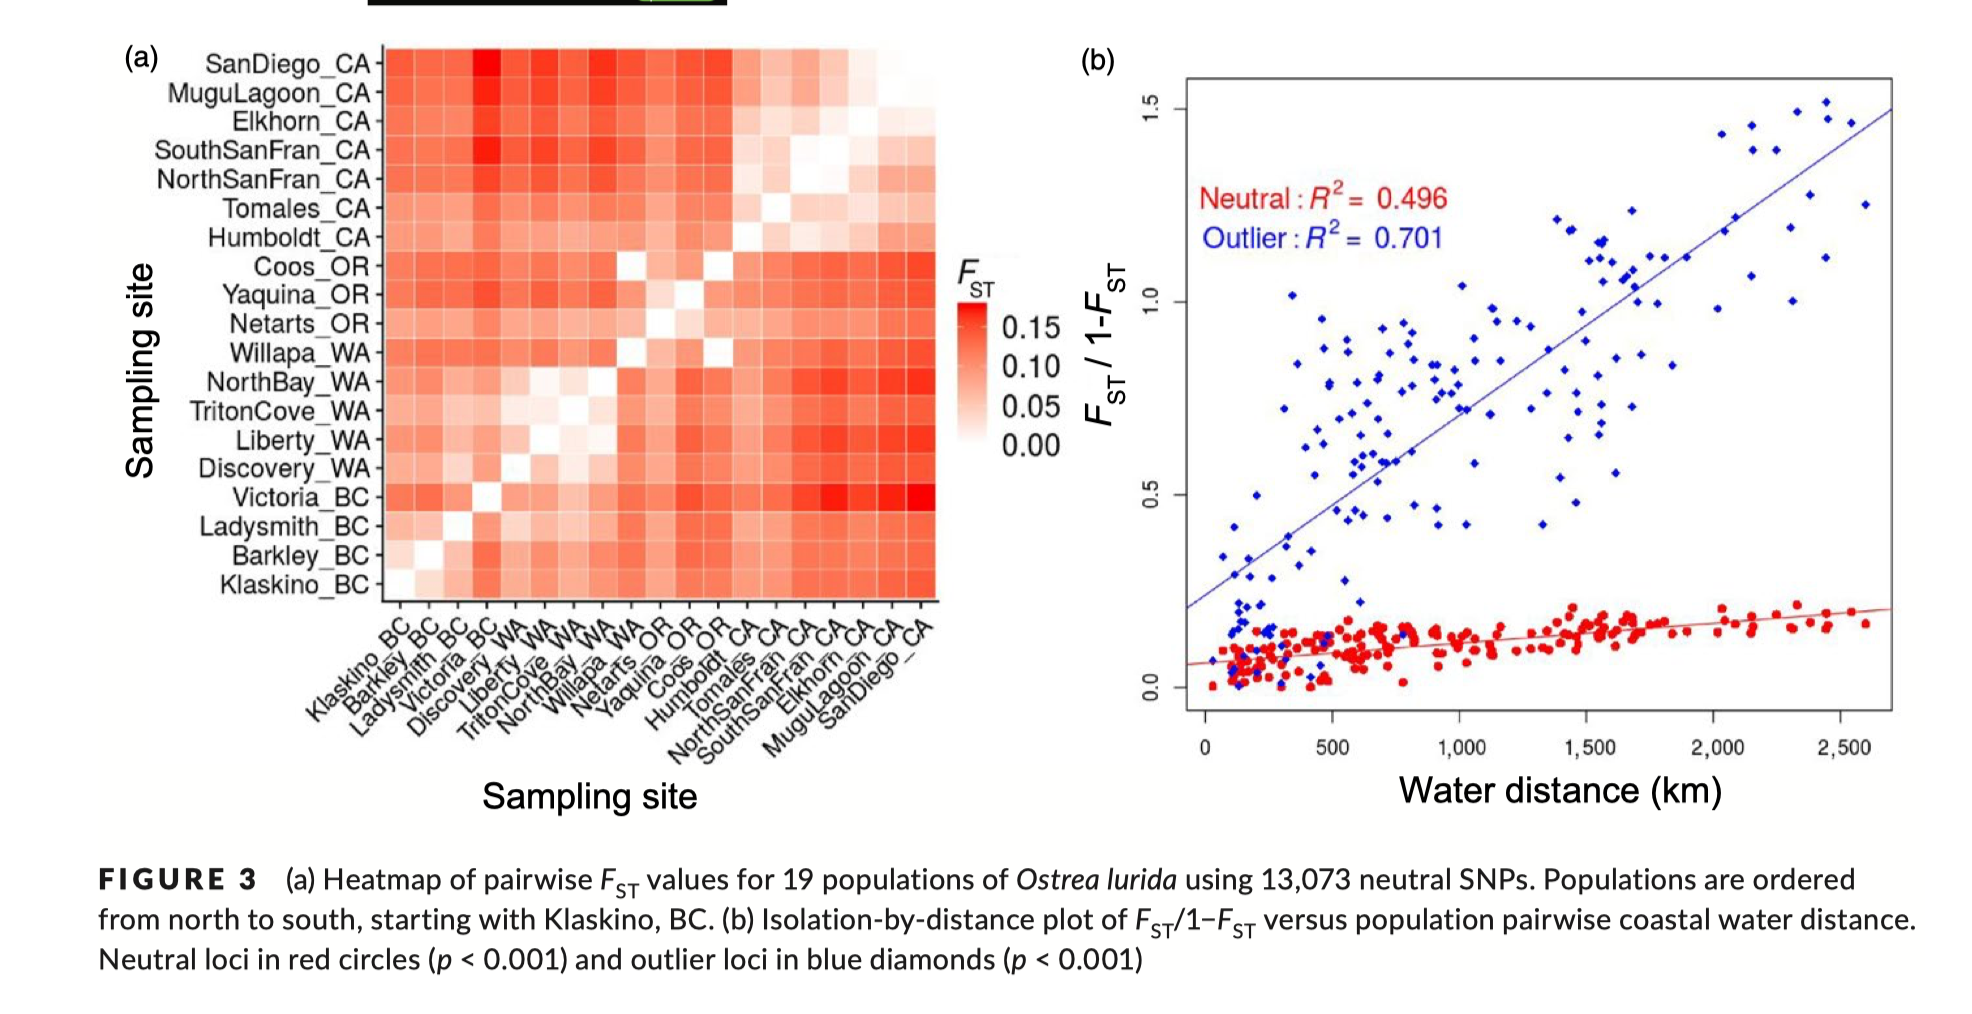 (a)
SanDiego_CA
MuguLagoon_CA
Elkhorn_CA
SouthSanFran_CA
NorthSanFran_CA
Tomales_CA
Humboldt_CA
Coos_OR
Yaquina_OR
Netarts_OR
Willapa_WA
NorthBay_WA
TritonCove_WA
Liberty_WA
Discovery_WA
Victoria_BC
Ladysmith_BC
Barkley_BC
Klaskino_BC
Sampling site
Klaskino_BC
Barkley_BC
Ladysmith_BC
Victoria_BC
Discovery_WA
Liberty_WA
TritonCove_WA
NorthBay_WA
Willapa_WA
Netarts_OR
Yaquina_OR
Coos_OR
Humboldt_CA
Tomales_CA
NorthSanFran_CA
SouthSanFran_CA
Elkhorn_CA
MuguLagoon_CA
SanDiego_CA
Sampling site
FST
0.15
0.10
0.05
0.00
(b)
FST / 1-FST
1.5
1.0
0.5
0.0
Neutral : R2 = 0.496
Outlier : R2 = 0.701
0 500 1,000 1,500 2,000 2,500
Water distance (km)
FIGURE 3 (a) Heatmap of pairwise FST values for 19 populations of Ostrea lurida using 13,073 neutral SNPs. Populations are ordered
from north to south, starting with Klaskino, BC. (b) Isolation-by-distance plot of FST/1−FST versus population pairwise coastal water distance.
Neutral loci in red circles (p < 0.001) and outlier loci in blue diamonds (p < 0.001)